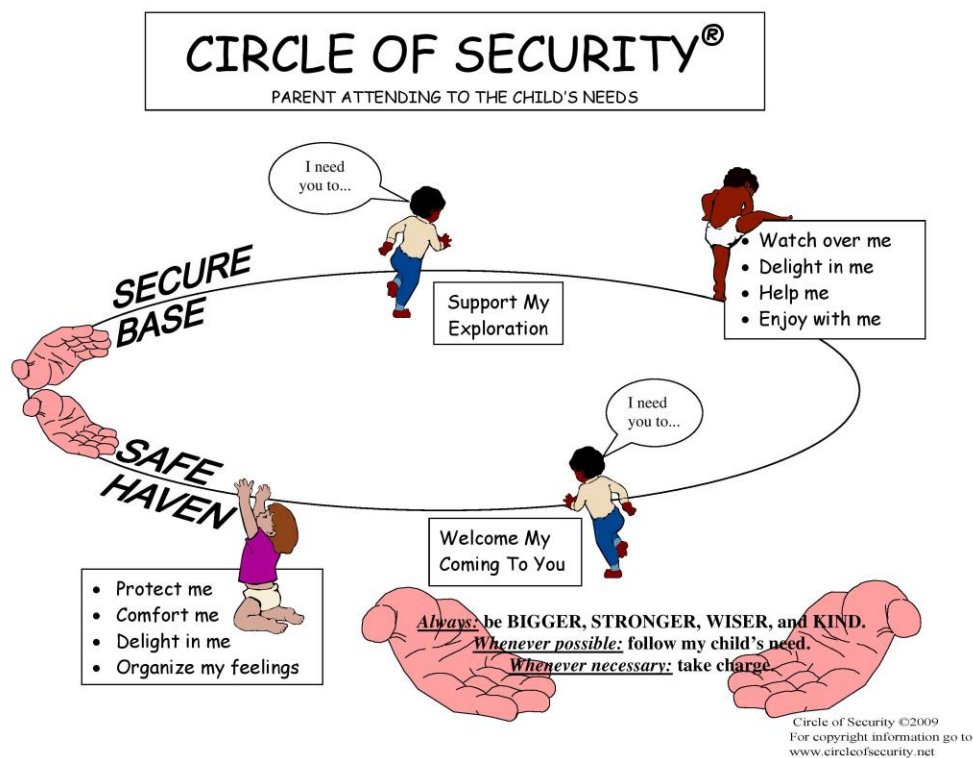 CIRCLE OF SECURITY®
PARENT ATTENDING TO THE CHILD'S NEEDS
I need
you to...
SECURE
BASE
Support My
Exploration
• Watch over me
• Delight in me
• Help me
• Enjoy with me
I need
you to...
SAFE
HAVEN
Welcome My
Coming To You
• Protect me
• Comfort me
• Delight in me
• Organize my feelings
Always: be BIGGER, STRONGER, WISER, and KIND.
Whenever possible: follow my child's need.
Whenever necessary: take charge.
Circle of Security ©2009
For copyright information go to
www.circleofsecurity.net